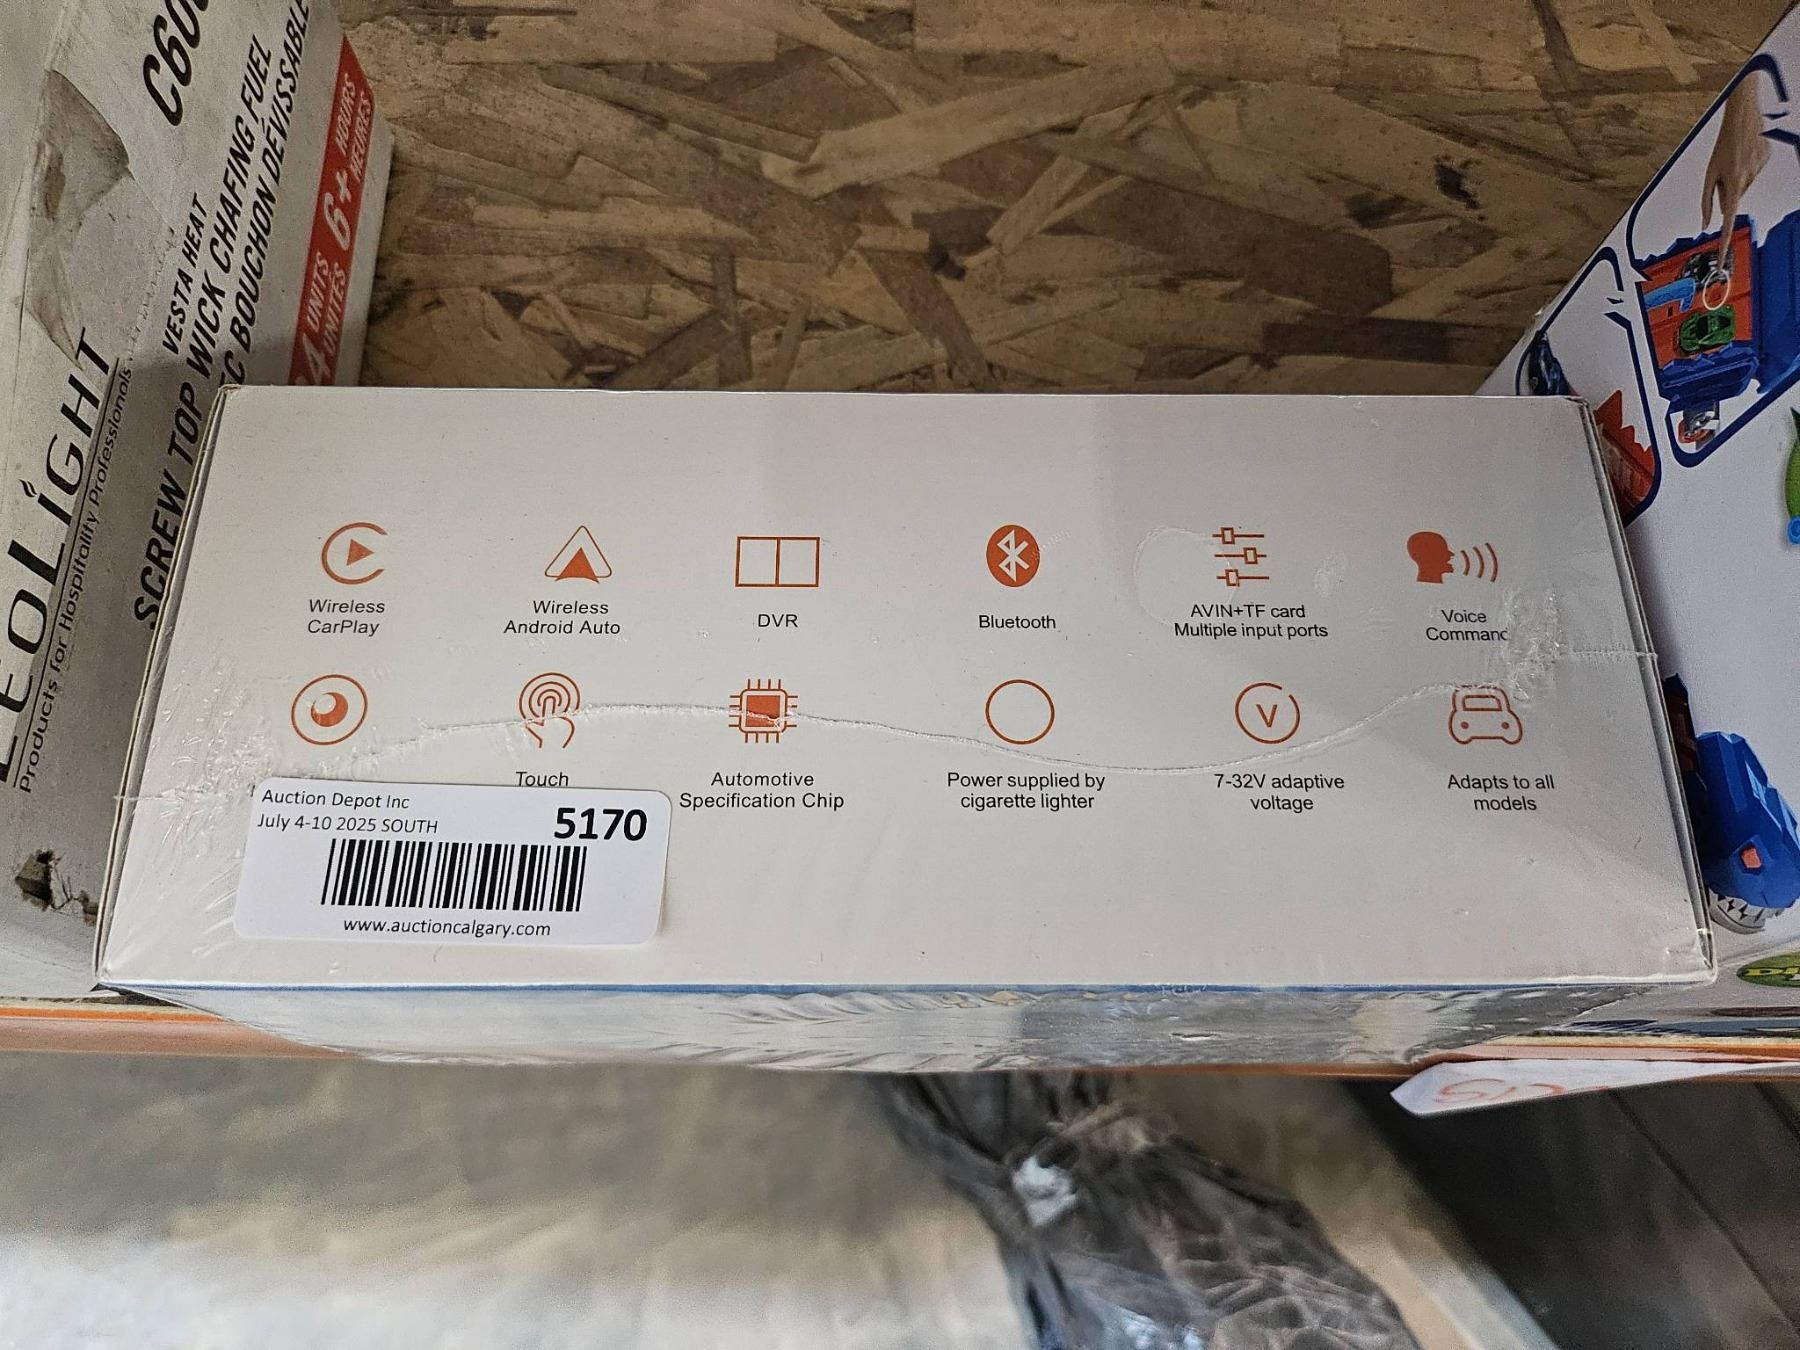 C60
VESTA HEAT
WICK CHAFING FUEL
SCREW TOP
C BOUCHON DÉVISSABLE
UNITS 6+ HOURS
UNITÉS HEURES
Products for Hospitality Professionals
Wireless
CarPlay
Wireless
Android Auto
DVR
Bluetooth
AVIN+TF card
Multiple input ports
Voice
Command
Touch
Automotive
Specification Chip
Power supplied by
cigarette lighter
V
7-32V adaptive
voltage
Adapts to all
models
Auction Depot Inc
July 4-10 2025 SOUTH
5170
www.auctioncalgary.com